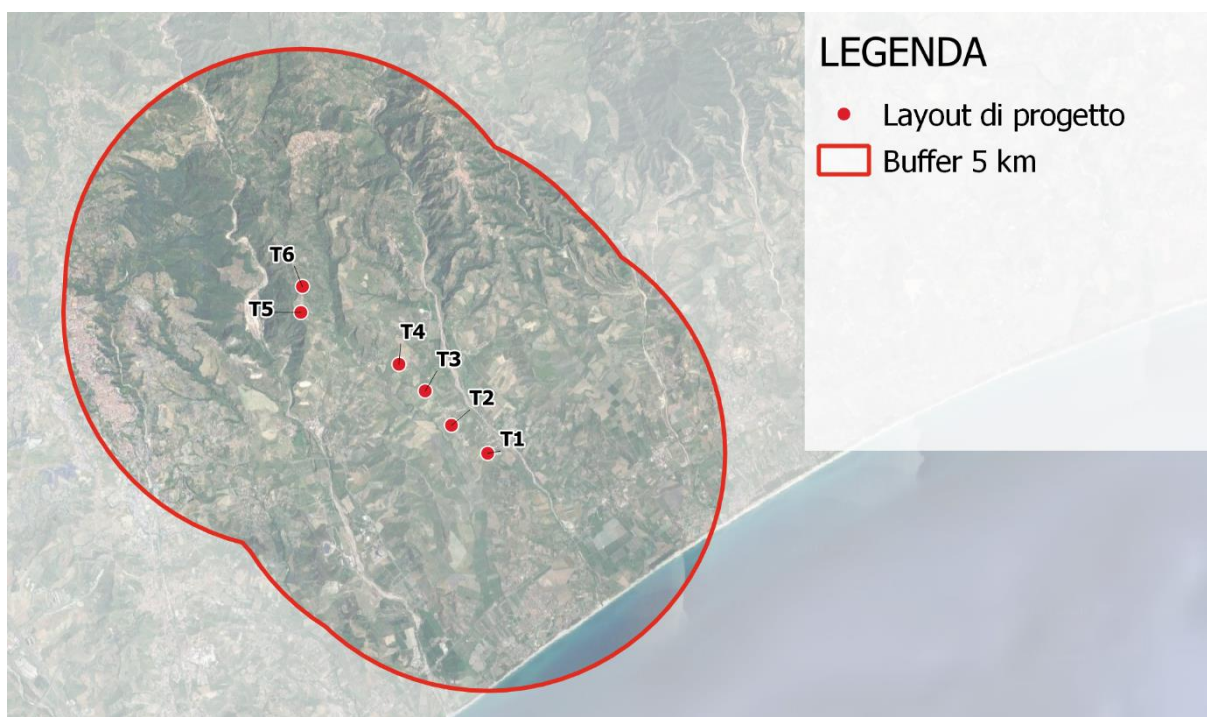 LEGENDA
Layout di progetto
Buffer 5 km
T6
T5
T4
T3
T2
T1